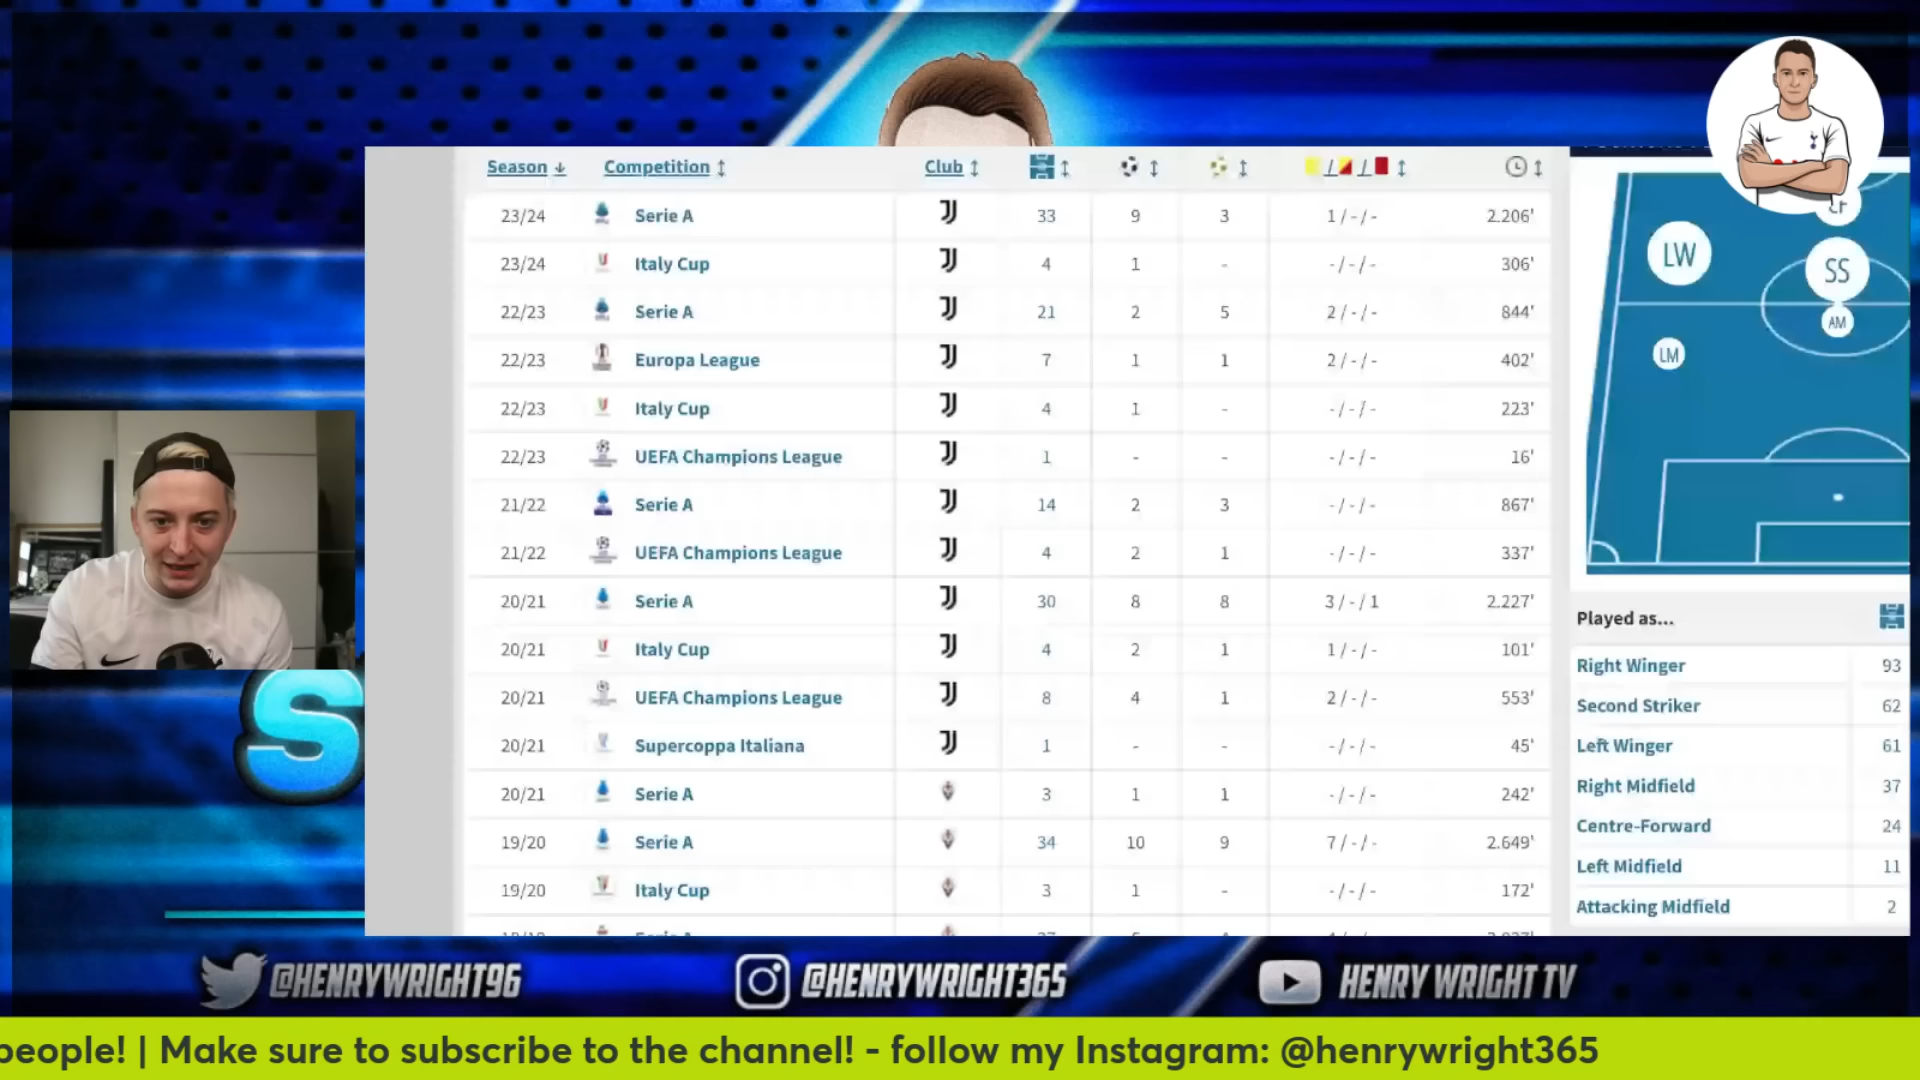 Season Competition Club
23/24 Serie A 33 9 3 1 / - / - 2.206'
23/24 Italy Cup 4 1 - - / - / - 306'
22/23 Serie A 21 2 5 2 / - / - 844'
22/23 Europa League 7 1 1 2 / - / - 402'
22/23 Italy Cup 4 1 - - / - / - 223'
22/23 UEFA Champions League 1 - - - / - / - 16'
21/22 Serie A 14 2 3 - / - / - 867'
21/22 UEFA Champions League 4 2 1 - / - / - 337'
20/21 Serie A 30 8 8 3 / - / 1 2.227'
20/21 Italy Cup 4 2 1 1 / - / - 101'
20/21 UEFA Champions League 8 4 1 2 / - / - 553'
20/21 Supercoppa Italiana 1 - - - / - / - 45'
20/21 Serie A 3 1 1 - / - / - 242'
19/20 Serie A 34 10 9 7 / - / - 2.649'
19/20 Italy Cup 3 1 - - / - / - 172'
LW
SS
AM
LM
Played as...
Right Winger 93
Second Striker 62
Left Winger 61
Right Midfield 37
Centre-Forward 24
Left Midfield 11
Attacking Midfield 2
S
@HENRYWRIGHT96
@HENRYWRIGHT365
HENRY WRIGHT TV
people! | Make sure to subscribe to the channel! - follow my Instagram: @henrywright365